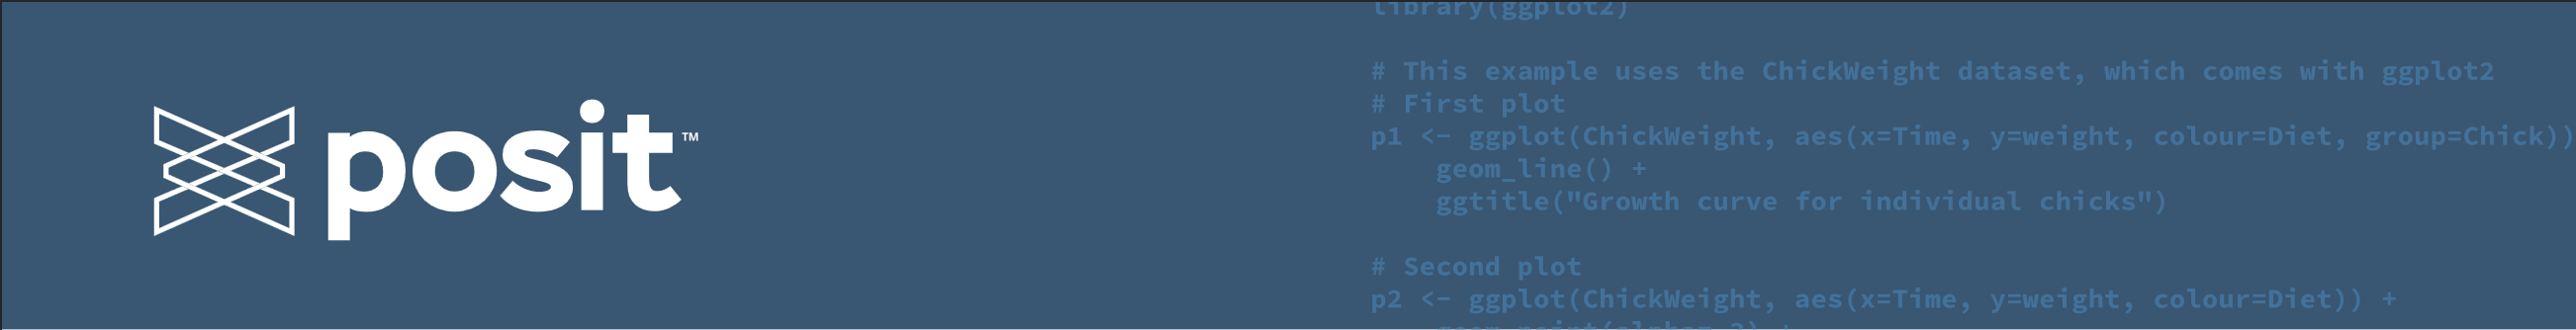 posit™
library(ggplot2)
# This example uses the ChickWeight dataset, which comes with ggplot2
# First plot
p1 <- ggplot(ChickWeight, aes(x=Time, y=weight, colour=Diet, group=Chick))
    geom_line() +
    ggtitle("Growth curve for individual chicks")
# Second plot
p2 <- ggplot(ChickWeight, aes(x=Time, y=weight, colour=Diet)) +